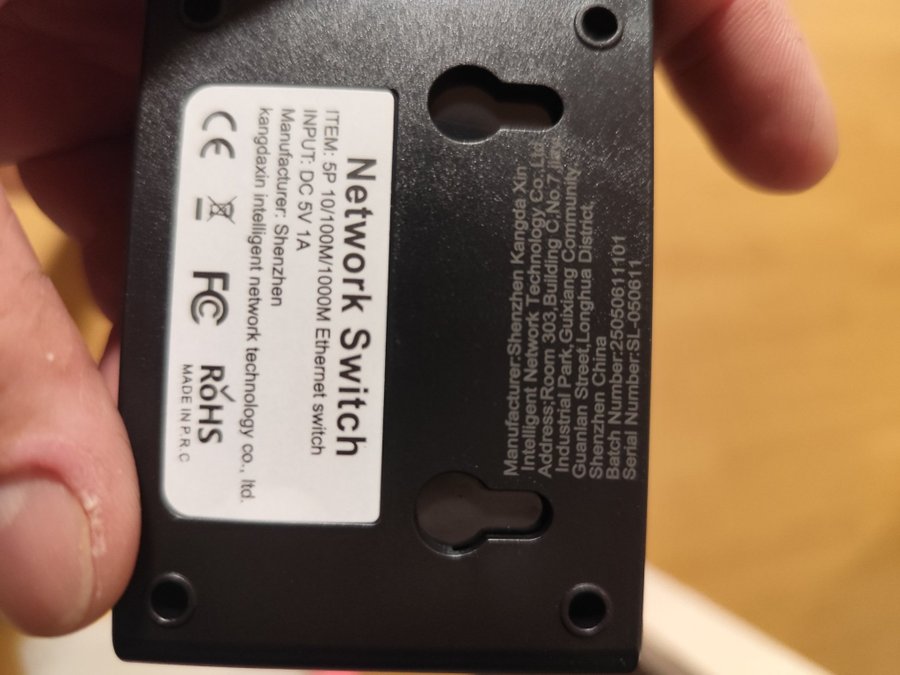 Network Switch
ITEM: 5P 10/100M/1000M Ethernet switch
INPUT: DC 5V 1A
Manufacturer: Shenzhen
kangdaxin intelligent network technology co., ltd.
CE FC RoHS
MADE IN P.R.C
Manufacturer:Shenzhen Kangda Xin
Intelligent Network Technology Co., Ltd
Address:Room 303,Building C,No.7
Industrial Park,Guixiang Community,
Guanlan Street,Longhua District,
Shenzhen China
Batch Number:25050611101
Serial Number:SL-050611